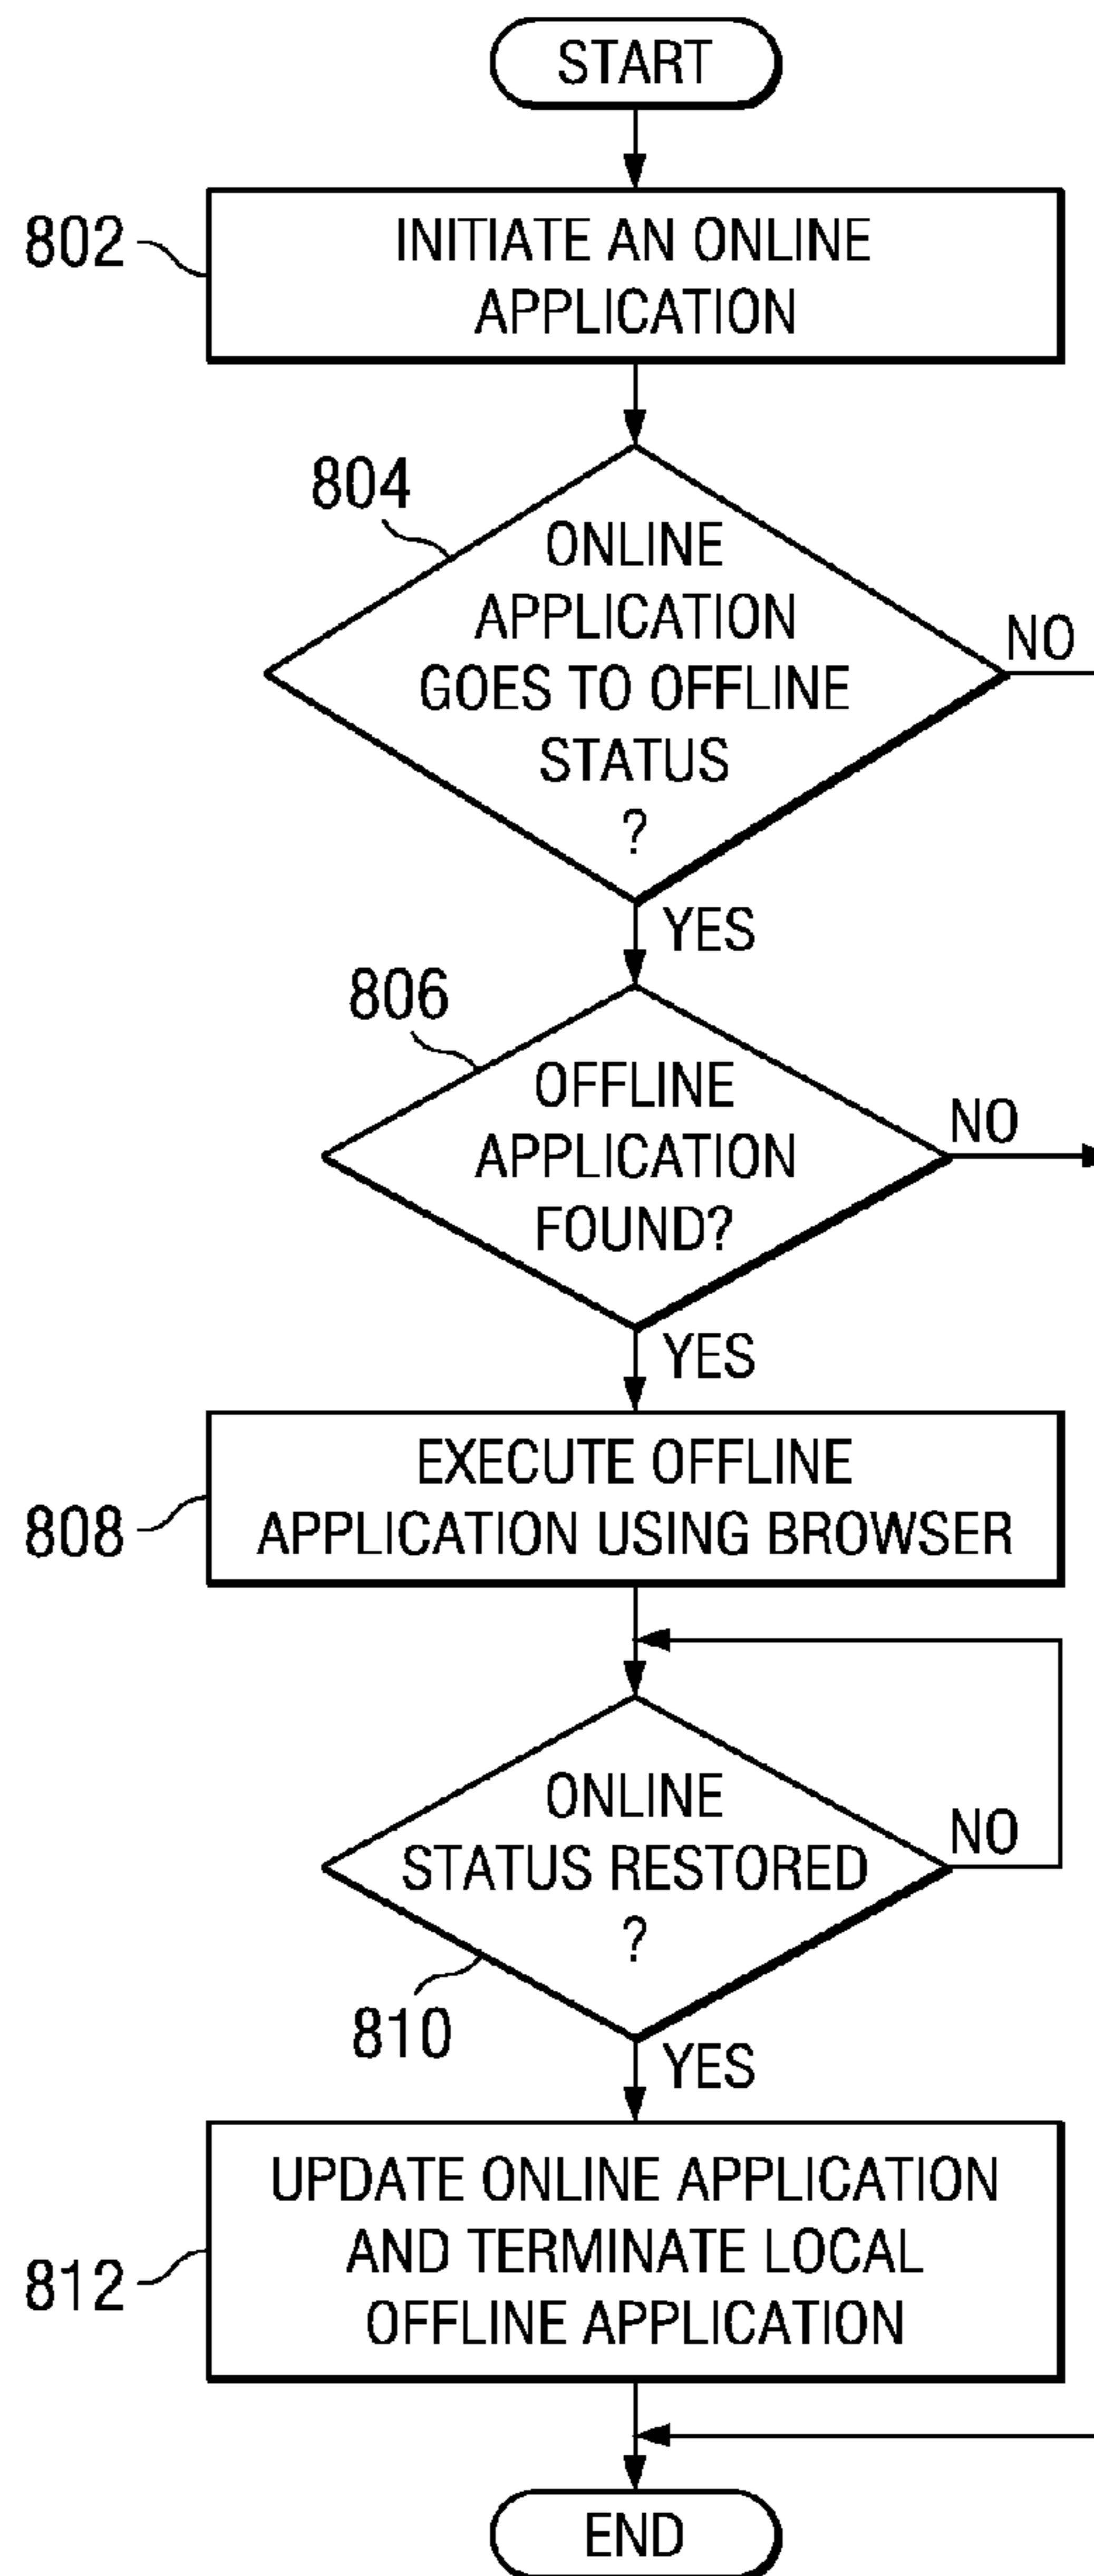 START
802
INITIATE AN ONLINE
APPLICATION
804
ONLINE
APPLICATION
GOES TO OFFLINE
STATUS
?
NO
YES
806
OFFLINE
APPLICATION
FOUND?
NO
YES
808
EXECUTE OFFLINE
APPLICATION USING BROWSER
ONLINE
STATUS RESTORED
?
NO
810
YES
812
UPDATE ONLINE APPLICATION
AND TERMINATE LOCAL
OFFLINE APPLICATION
END